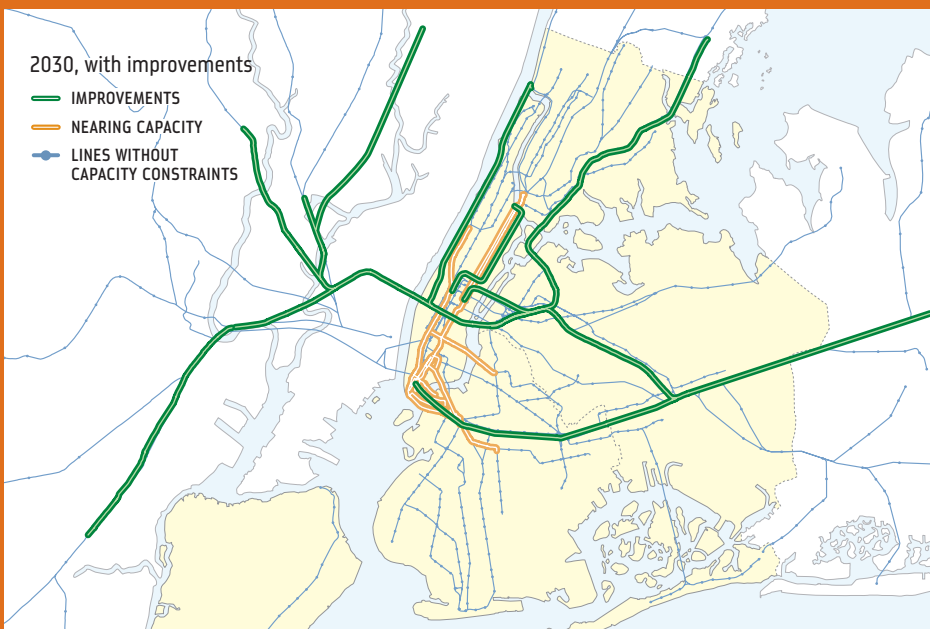 2030, with improvements
IMPROVEMENTS
NEARING CAPACITY
LINES WITHOUT
CAPACITY CONSTRAINTS